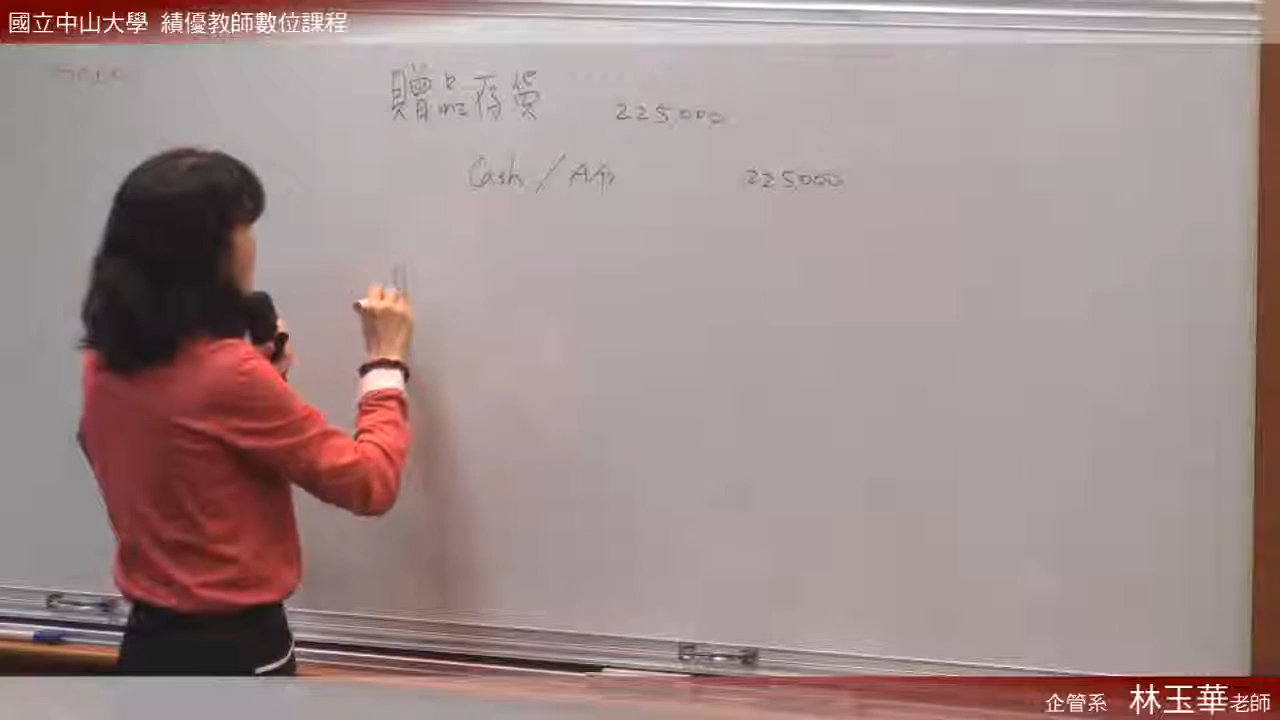 國立中山大學 績優教師數位課程
贈品存貨 225,000
Cash / A/P 225,000
企管系 林玉華老師